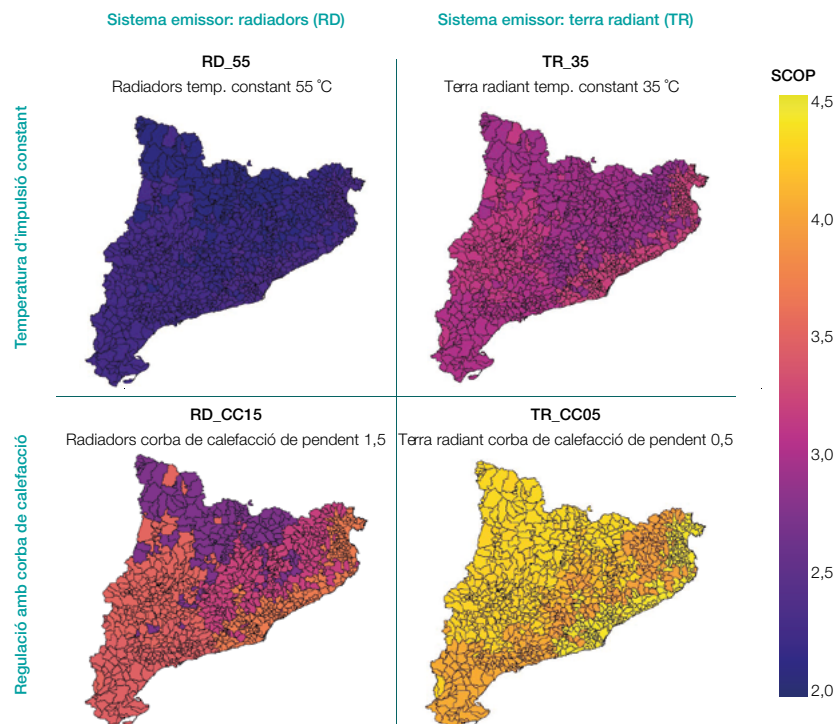 Sistema emissor: radiadors (RD)
Sistema emissor: terra radiant (TR)
Temperatura d'impulsió constant
RD_55
Radiadors temp. constant 55 ˚C
TR_35
Terra radiant temp. constant 35 ˚C
Regulació amb corba de calefacció
RD_CC15
Radiadors corba de calefacció de pendent 1,5
TR_CC05
Terra radiant corba de calefacció de pendent 0,5
SCOP
4,5
4,0
3,5
3,0
2,5
2,0